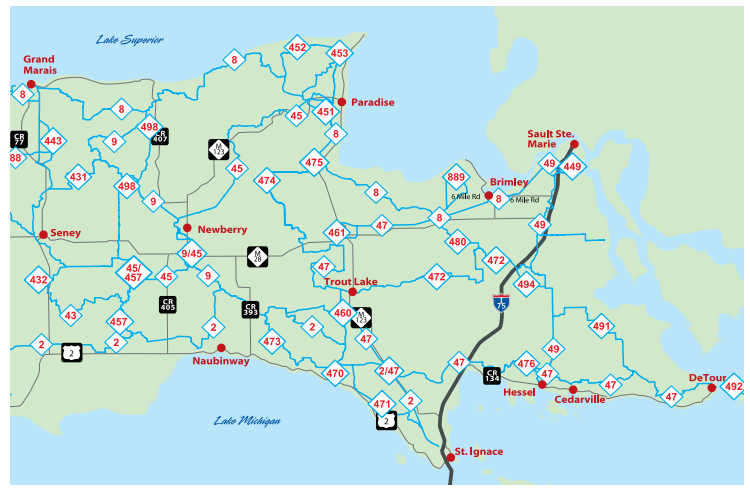 Lake Superior
452
453
Grand
Marais
8
8
8
Paradise
451
45
498
CR
407
M
123
8
CR
77
443
9
Sault Ste.
Marie
88
49
449
475
45
474
889
431
498
8
Brimley
9
6 Mile Rd
8
6 Mile Rd
8
49
Newberry
47
461
Seney
480
9/45
M
28
472
47
45/
457
45
9
472
432
494
Trout Lake
I
75
CR
405
CR
393
460
M
123
43
457
2
2
491
47
473
2
2
2
49
Naubinway
47
476
CR
134
2/47
470
47
47
47
DeTour
492
Hessel
Cedarville
471
2
2
Lake Michigan
St. Ignace